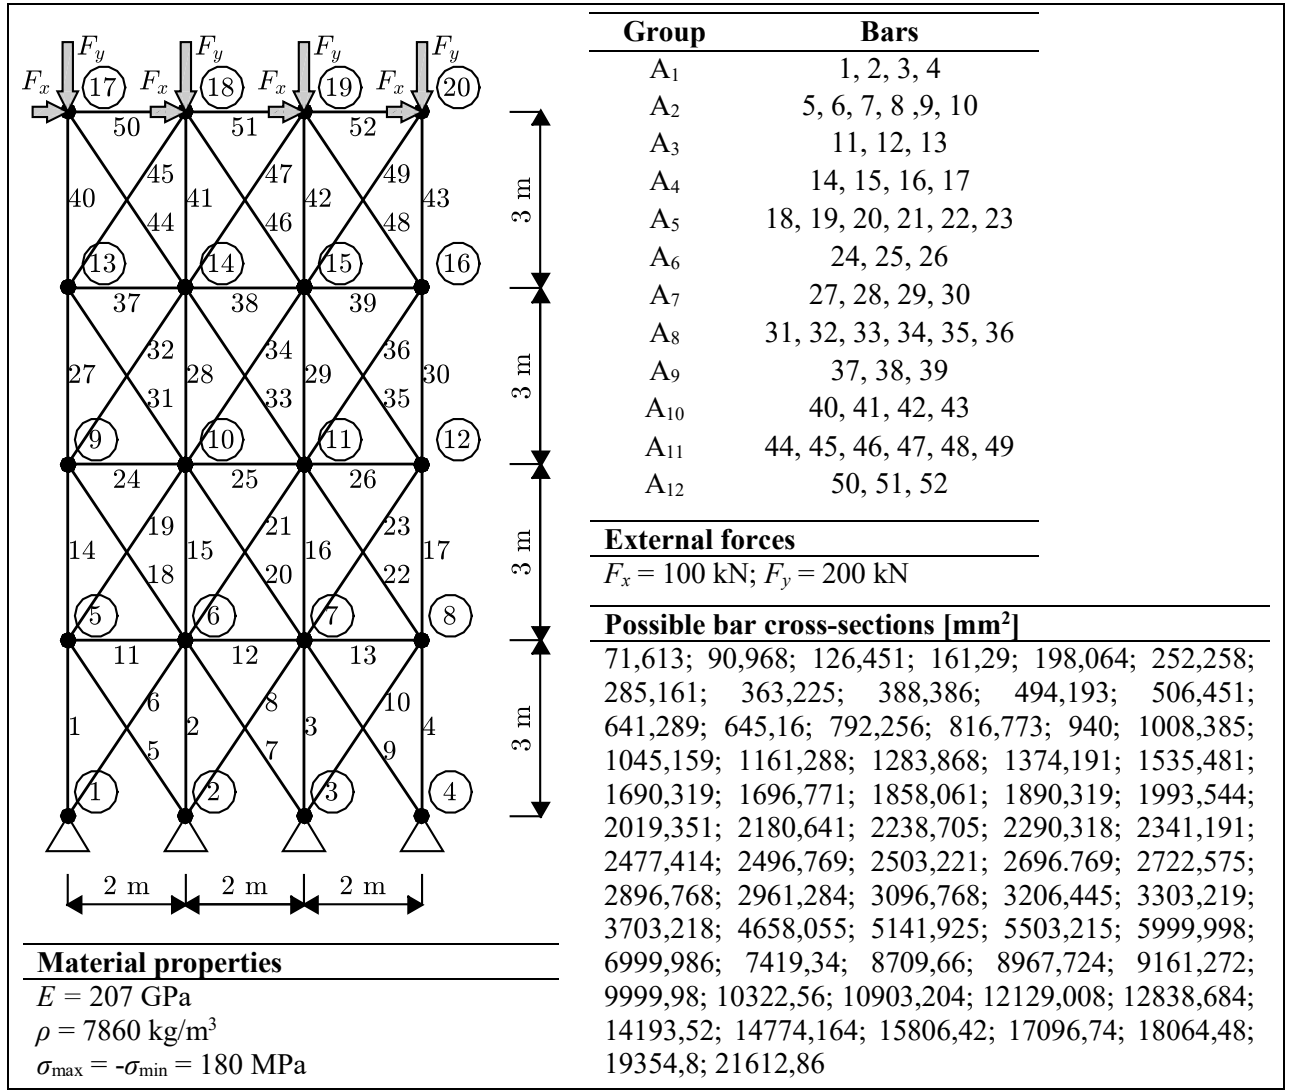 F_y F_y F_y F_y
F_x 17 F_x 18 F_x 19 F_x 20
50 51 52
45 47 49
40 41 42 43
44 46 48
3 m
13 14 15 16
37 38 39
32 34 36
27 28 29 30
31 33 35
3 m
9 10 11 12
24 25 26
19 21 23
14 15 16 17
18 20 22
3 m
5 6 7 8
11 12 13
6 8 10
1 2 3 4
5 7 9
3 m
1 2 3 4
2 m 2 m 2 m
Material properties
E = 207 GPa
ρ = 7860 kg/m³
σmax = -σmin = 180 MPa
Group Bars
A1 1, 2, 3, 4
A2 5, 6, 7, 8 ,9, 10
A3 11, 12, 13
A4 14, 15, 16, 17
A5 18, 19, 20, 21, 22, 23
A6 24, 25, 26
A7 27, 28, 29, 30
A8 31, 32, 33, 34, 35, 36
A9 37, 38, 39
A10 40, 41, 42, 43
A11 44, 45, 46, 47, 48, 49
A12 50, 51, 52
External forces
Fx = 100 kN; Fy = 200 kN
Possible bar cross-sections [mm²]
71,613; 90,968; 126,451; 161,29; 198,064; 252,258;
285,161; 363,225; 388,386; 494,193; 506,451;
641,289; 645,16; 792,256; 816,773; 940; 1008,385;
1045,159; 1161,288; 1283,868; 1374,191; 1535,481;
1690,319; 1696,771; 1858,061; 1890,319; 1993,544;
2019,351; 2180,641; 2238,705; 2290,318; 2341,191;
2477,414; 2496,769; 2503,221; 2696.769; 2722,575;
2896,768; 2961,284; 3096,768; 3206,445; 3303,219;
3703,218; 4658,055; 5141,925; 5503,215; 5999,998;
6999,986; 7419,34; 8709,66; 8967,724; 9161,272;
9999,98; 10322,56; 10903,204; 12129,008; 12838,684;
14193,52; 14774,164; 15806,42; 17096,74; 18064,48;
19354,8; 21612,86